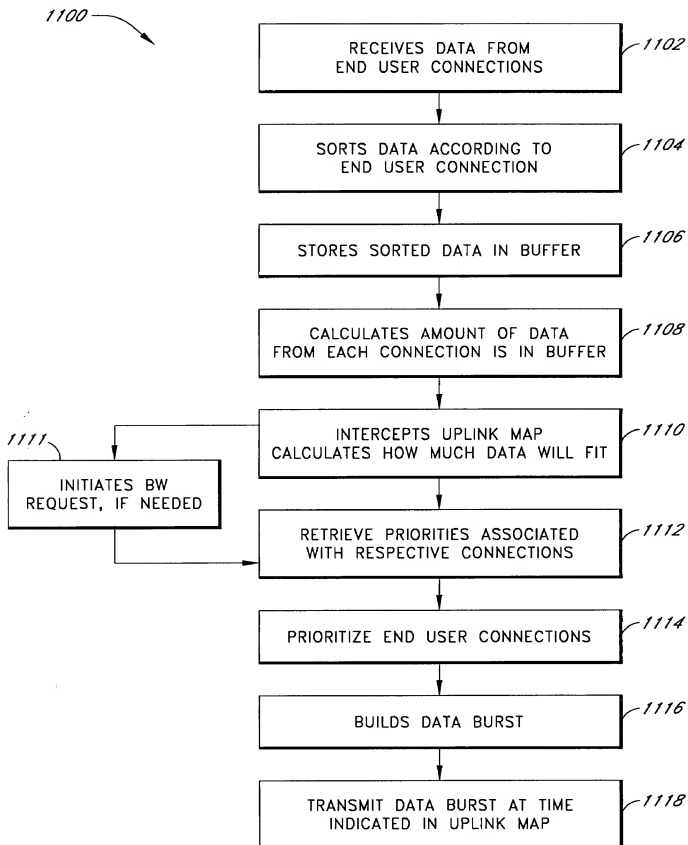 1100
RECEIVES DATA FROM
END USER CONNECTIONS
1102
SORTS DATA ACCORDING TO
END USER CONNECTION
1104
STORES SORTED DATA IN BUFFER
1106
CALCULATES AMOUNT OF DATA
FROM EACH CONNECTION IS IN BUFFER
1108
INTERCEPTS UPLINK MAP
CALCULATES HOW MUCH DATA WILL FIT
1110
1111
INITIATES BW
REQUEST, IF NEEDED
RETRIEVE PRIORITIES ASSOCIATED
WITH RESPECTIVE CONNECTIONS
1112
PRIORITIZE END USER CONNECTIONS
1114
BUILDS DATA BURST
1116
TRANSMIT DATA BURST AT TIME
INDICATED IN UPLINK MAP
1118